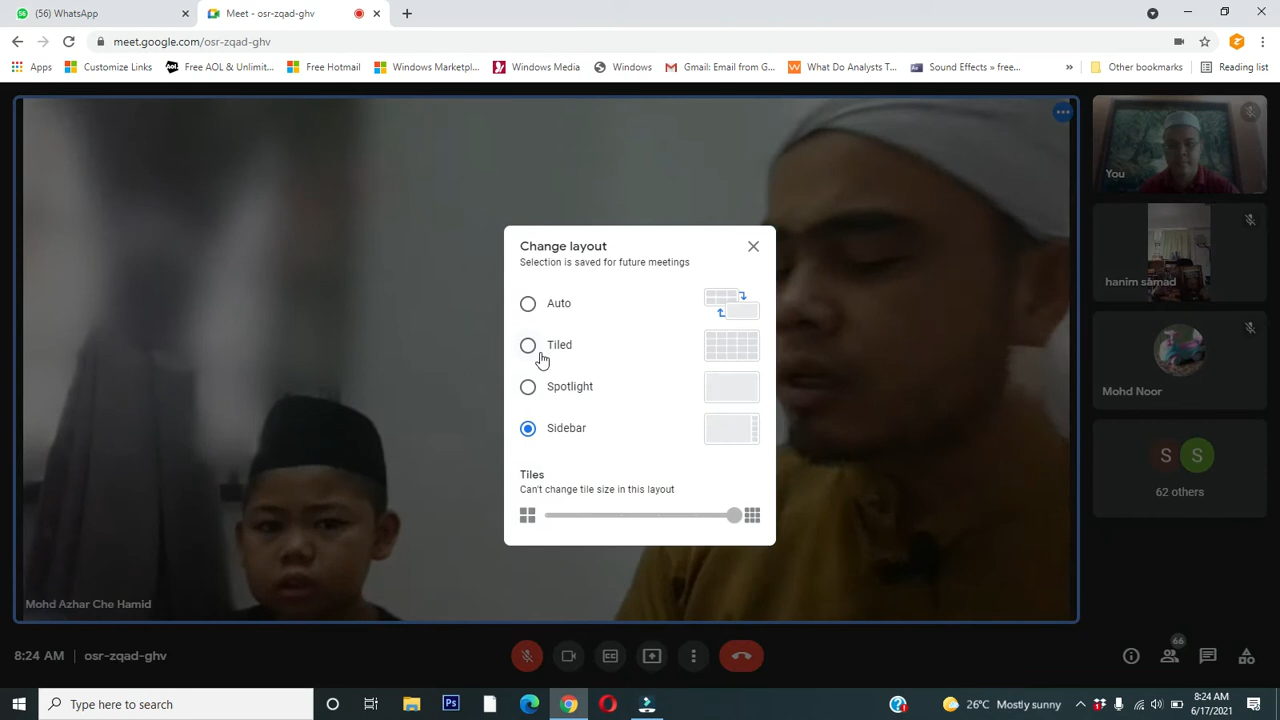 (56) WhatsApp
Meet - osr-zqad-ghv
meet.google.com/osr-zqad-ghv
Apps
Customize Links
Free AOL & Unlimit...
Free Hotmail
Windows Marketpl...
Windows Media
Windows
Gmail: Email from G...
What Do Analysts T...
Sound Effects » free...
»
Other bookmarks
Reading list
You
hanim samad
Mohd Noor
S S
62 others
Change layout
Selection is saved for future meetings
Auto
Tiled
Spotlight
Sidebar
Tiles
Can't change tile size in this layout
Mohd Azhar Che Hamid
8:24 AM | osr-zqad-ghv
66
Type here to search
Ps
26°C Mostly sunny
8:24 AM
6/17/2021